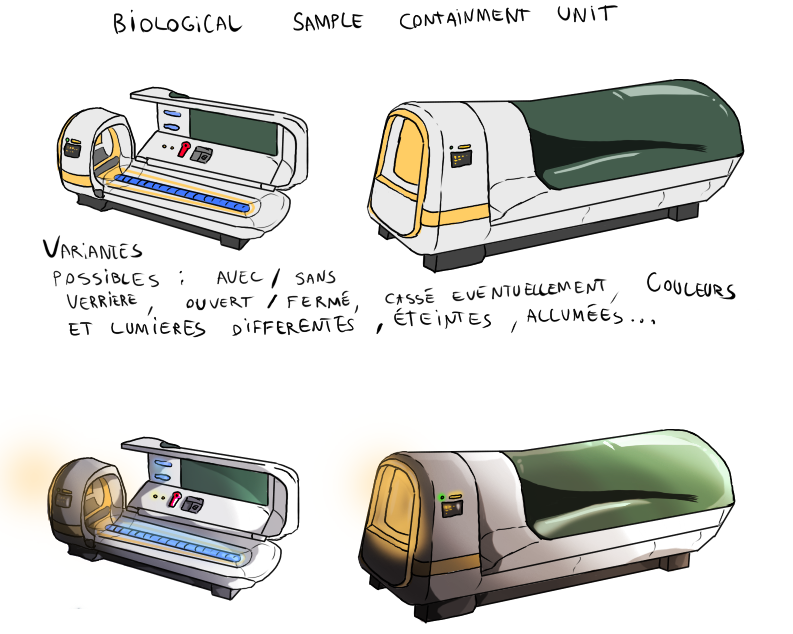 BIOLOGICAL SAMPLE CONTAINMENT UNIT
VARIANTES
POSSIBLES : AVEC / SANS
VERRIERE, OUVERT / FERMÉ, CASSÉ EVENTUELLEMENT, COULEURS
ET LUMIERES DIFFERENTES, ÉTEINTES, ALLUMÉES...